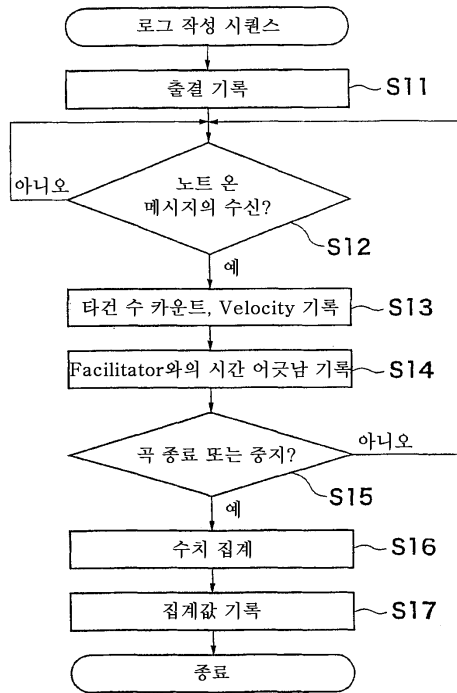 로그 작성 시퀀스
출결 기록
S11
아니오
노트 온
메시지의 수신?
S12
예
타건 수 카운트, Velocity 기록
S13
Facilitator와의 시간 어긋남 기록
S14
곡 종료 또는 중지?
아니오
S15
예
수치 집계
S16
집계값 기록
S17
종료